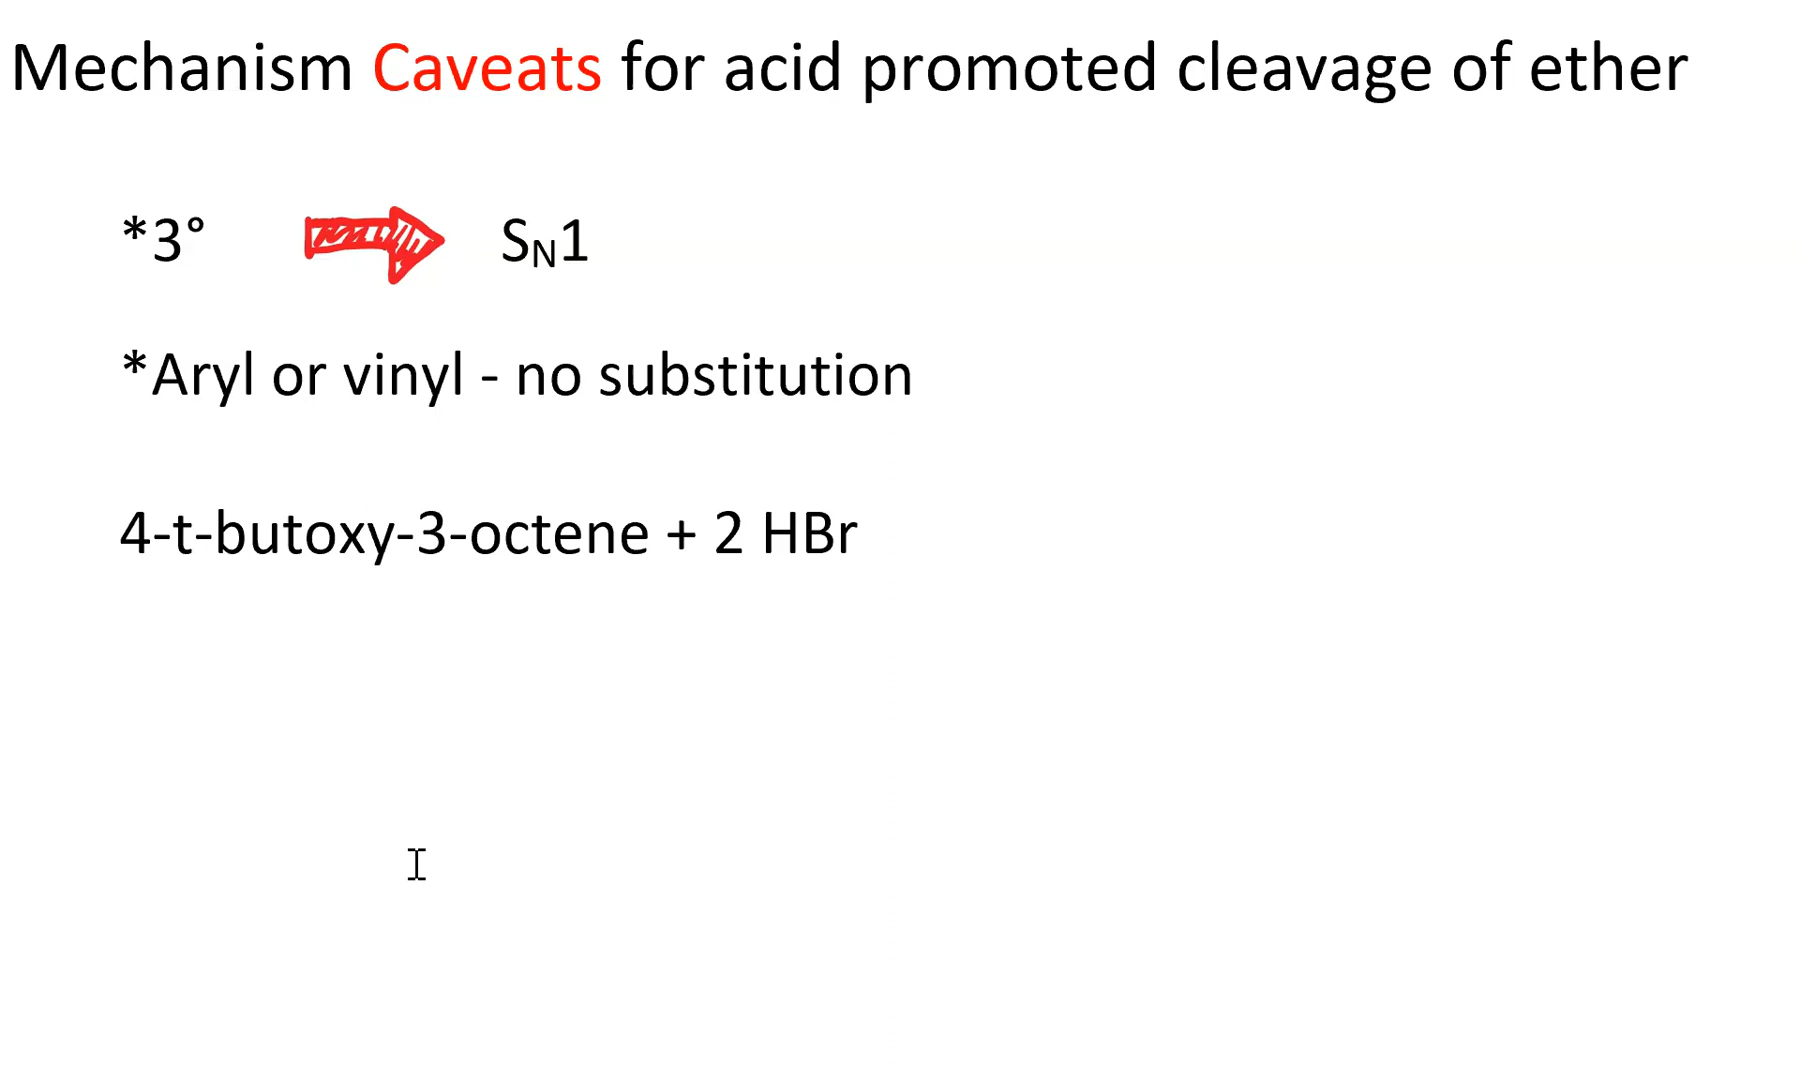 Mechanism Caveats for acid promoted cleavage of ether
*3° SN1
*Aryl or vinyl - no substitution
4-t-butoxy-3-octene + 2 HBr